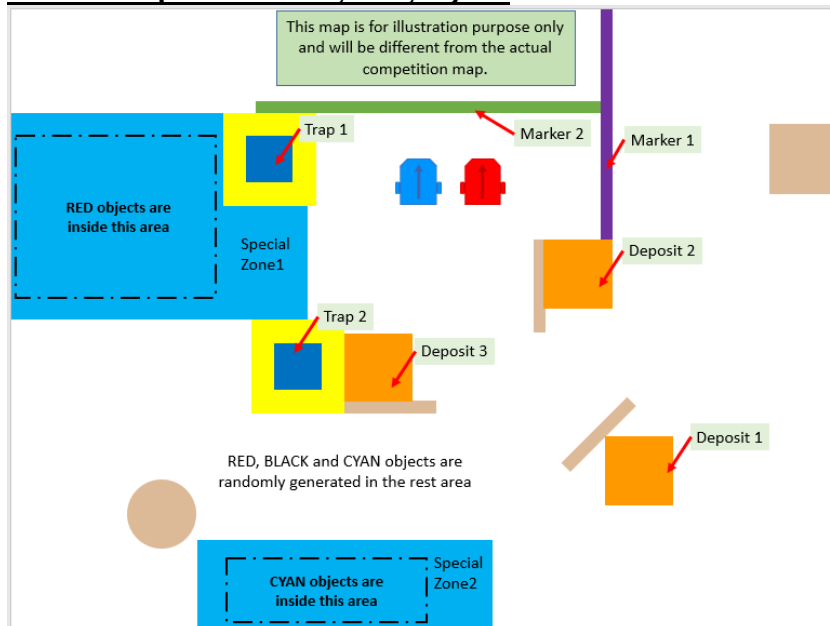 This map is for illustration purpose only
and will be different from the actual
competition map.
Trap 1
Marker 2
Marker 1
RED objects are
inside this area
Special
Zone1
Deposit 2
Trap 2
Deposit 3
Deposit 1
RED, BLACK and CYAN objects are
randomly generated in the rest area
CYAN objects are
inside this area
Special
Zone2